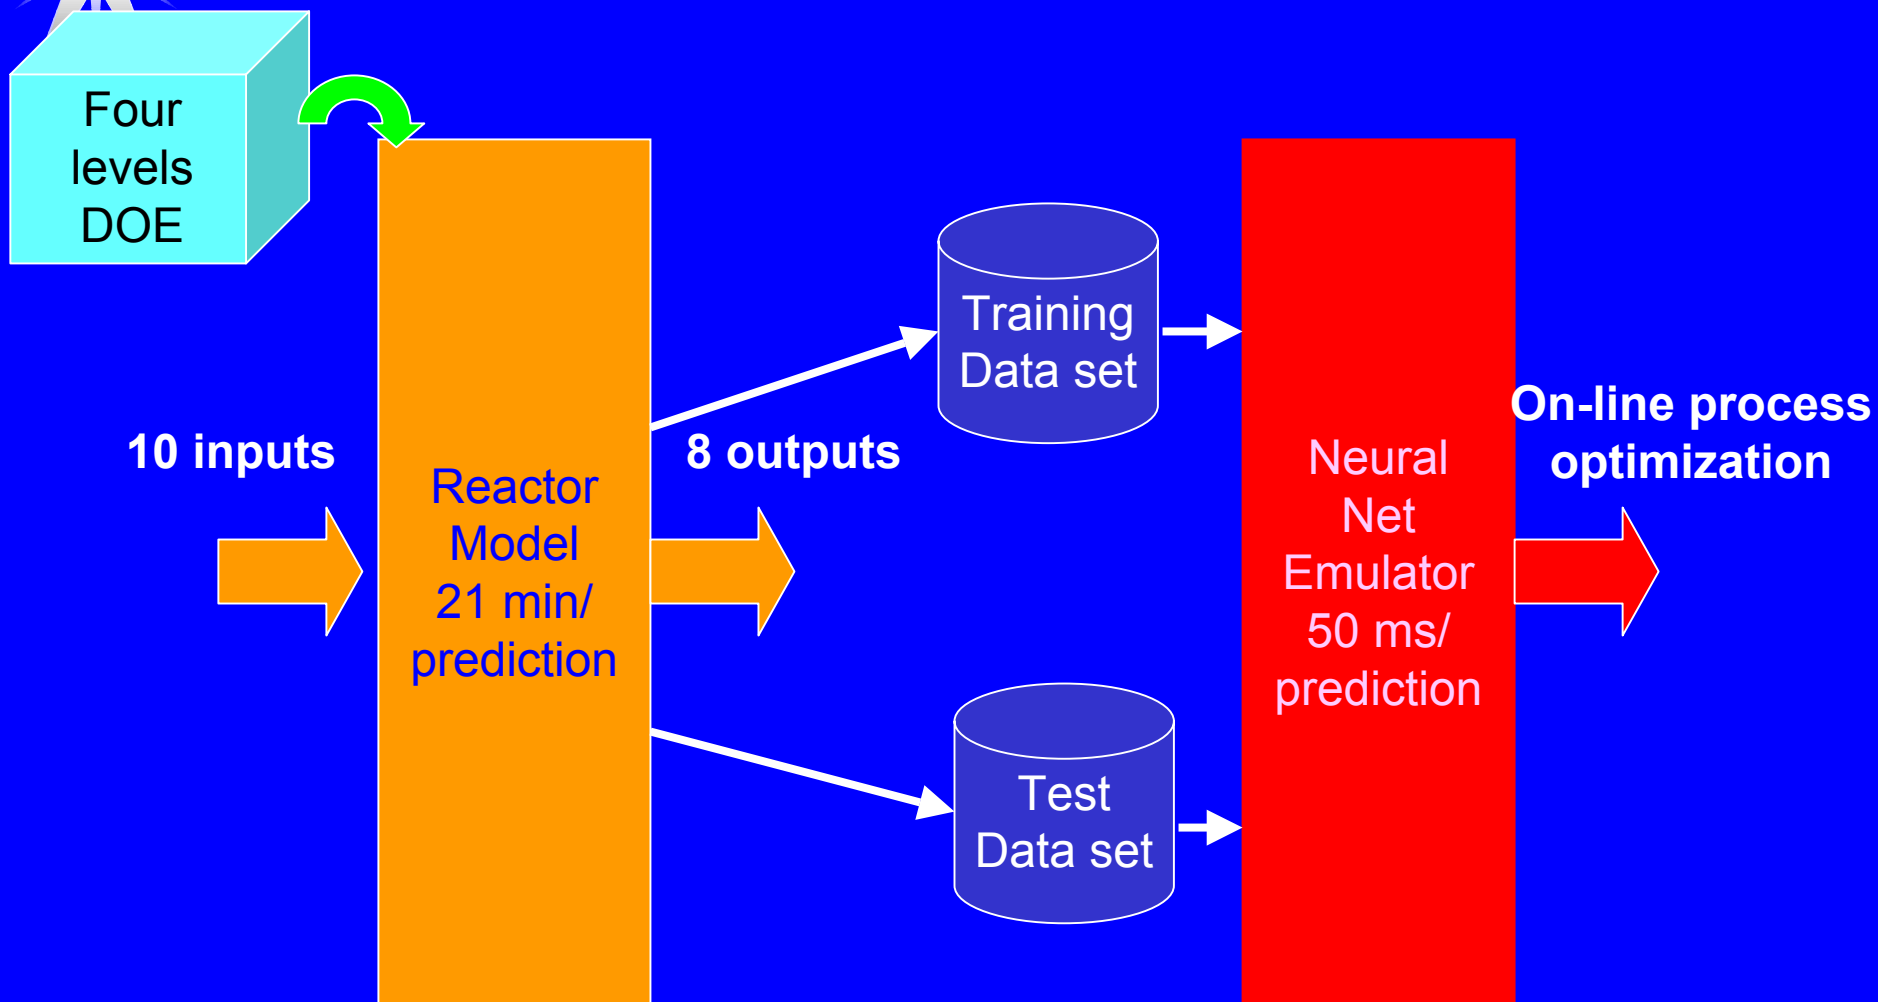 Four
levels
DOE
10 inputs
Reactor
Model
21 min/
prediction
8 outputs
Training
Data set
Test
Data set
Neural
Net
Emulator
50 ms/
prediction
On-line process
optimization